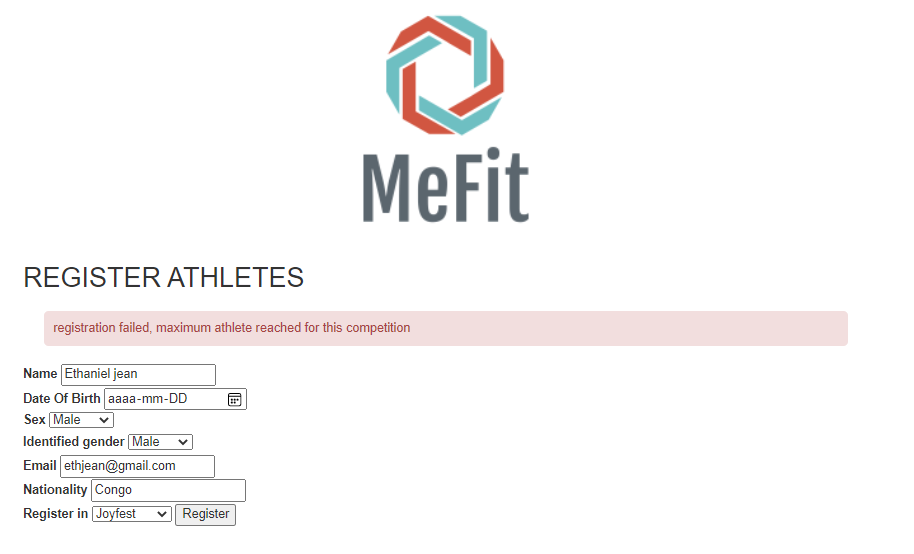 MeFit
REGISTER ATHLETES
registration failed, maximum athlete reached for this competition
Name Ethaniel jean
Date Of Birth aaaa-mm-DD
Sex Male
Identified gender Male
Email ethjean@gmail.com
Nationality Congo
Register in Joyfest Register